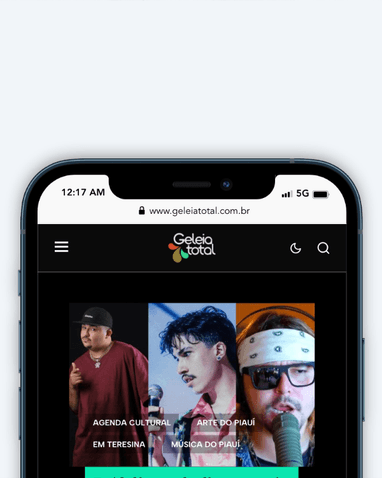 12:17 AM 5G
www.geleiatotal.com.br
Geleia
total
AGENDA CULTURAL ARTE DO PIAUÍ
EM TERESINA MÚSICA DO PIAUÍ